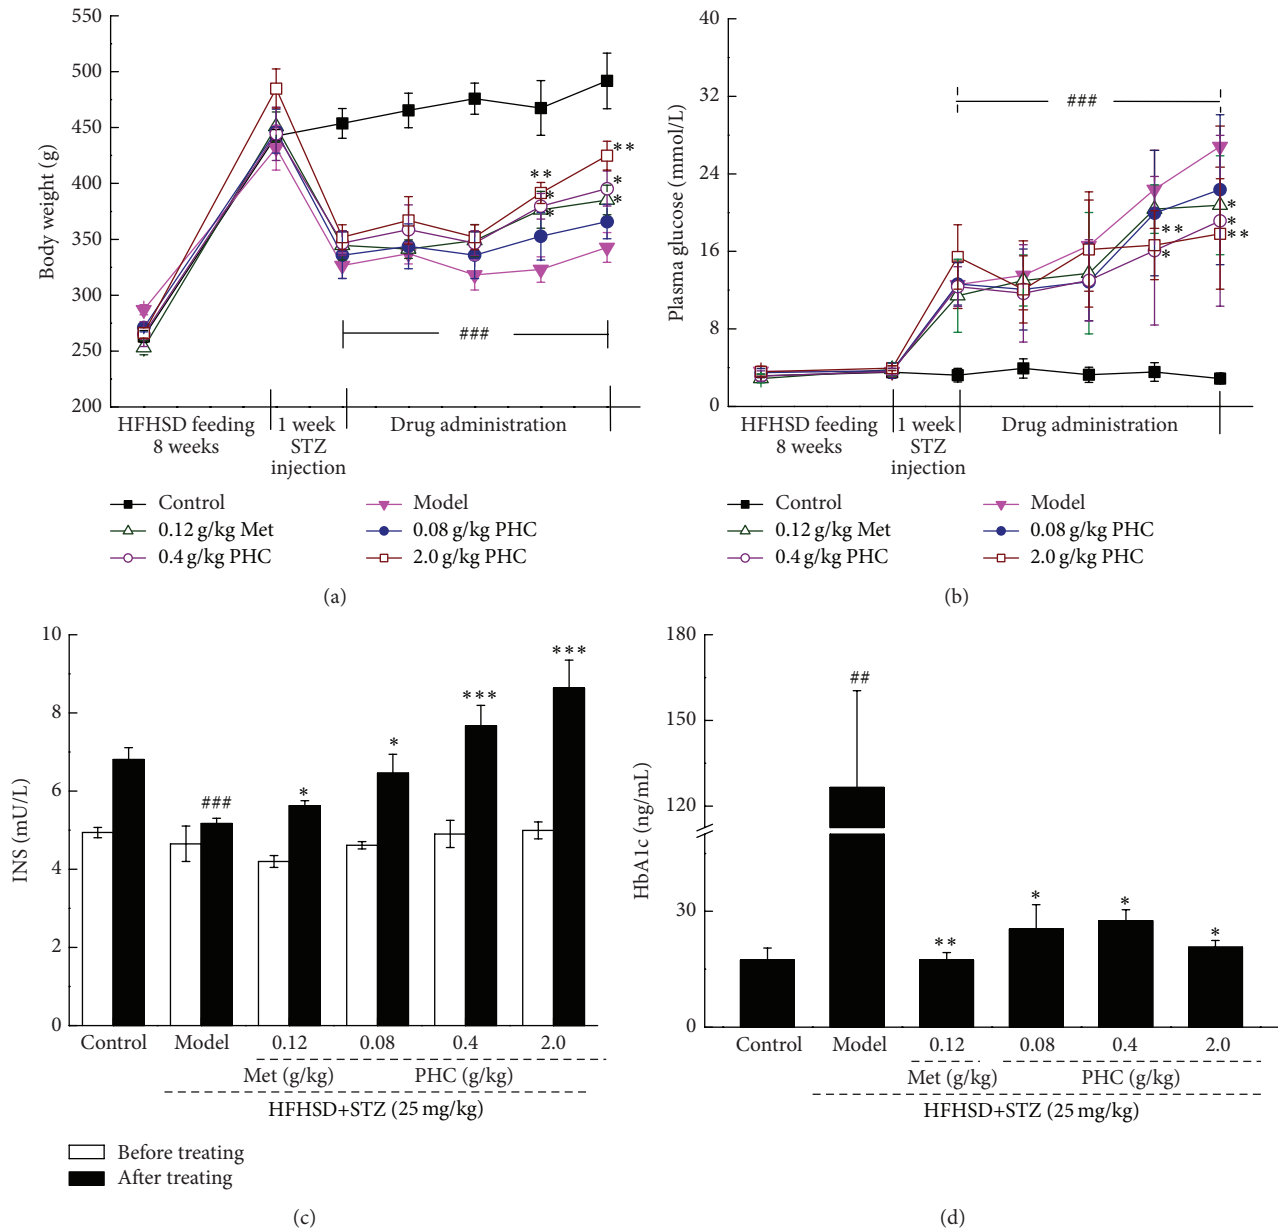 550
500
450
400
350
300
250
200
Body weight (g)
**
*
*
**
*
*
###
HFHSD feeding
8 weeks
1 week
STZ
injection
Drug administration
Control
0.12 g/kg Met
0.4 g/kg PHC
Model
0.08 g/kg PHC
2.0 g/kg PHC
(a)
40
32
24
16
8
0
Plasma glucose (mmol/L)
###
**
*
*
*
**
HFHSD feeding
8 weeks
1 week
STZ
injection
Drug administration
Control
0.12 g/kg Met
0.4 g/kg PHC
Model
0.08 g/kg PHC
2.0 g/kg PHC
(b)
10
8
6
4
2
0
INS (mU/L)
###
*
*
***
***
Control
Model
0.12
0.08
0.4
2.0
Met (g/kg)
PHC (g/kg)
HFHSD+STZ (25 mg/kg)
Before treating
After treating
(c)
180
150
120
30
0
HbA1c (ng/mL)
##
**
*
*
*
Control
Model
0.12
0.08
0.4
2.0
Met (g/kg)
PHC (g/kg)
HFHSD+STZ (25 mg/kg)
(d)